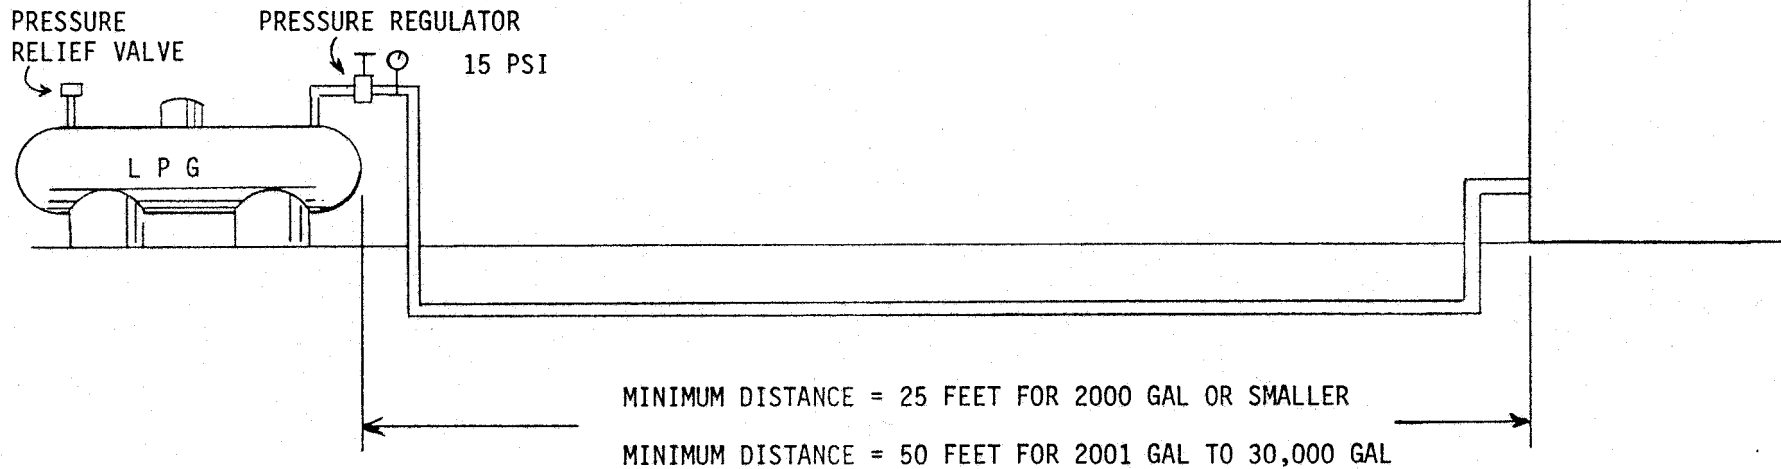 PRESSURE
RELIEF VALVE
PRESSURE REGULATOR
15 PSI
L P G
MINIMUM DISTANCE = 25 FEET FOR 2000 GAL OR SMALLER
MINIMUM DISTANCE = 50 FEET FOR 2001 GAL TO 30,000 GAL